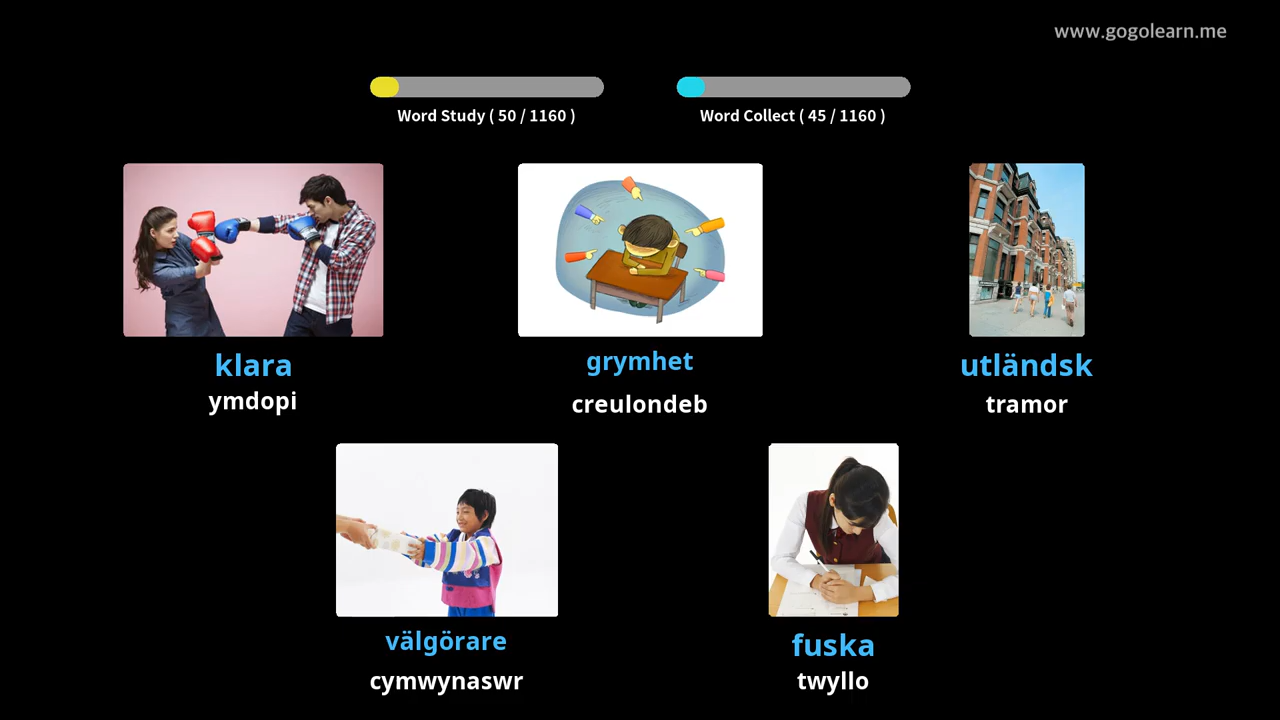 www.gogolearn.me
Word Study ( 50 / 1160 )
Word Collect ( 45 / 1160 )
klara
ymdopi
grymhet
creulondeb
utländsk
tramor
välgörare
cymwynaswr
fuska
twyllo